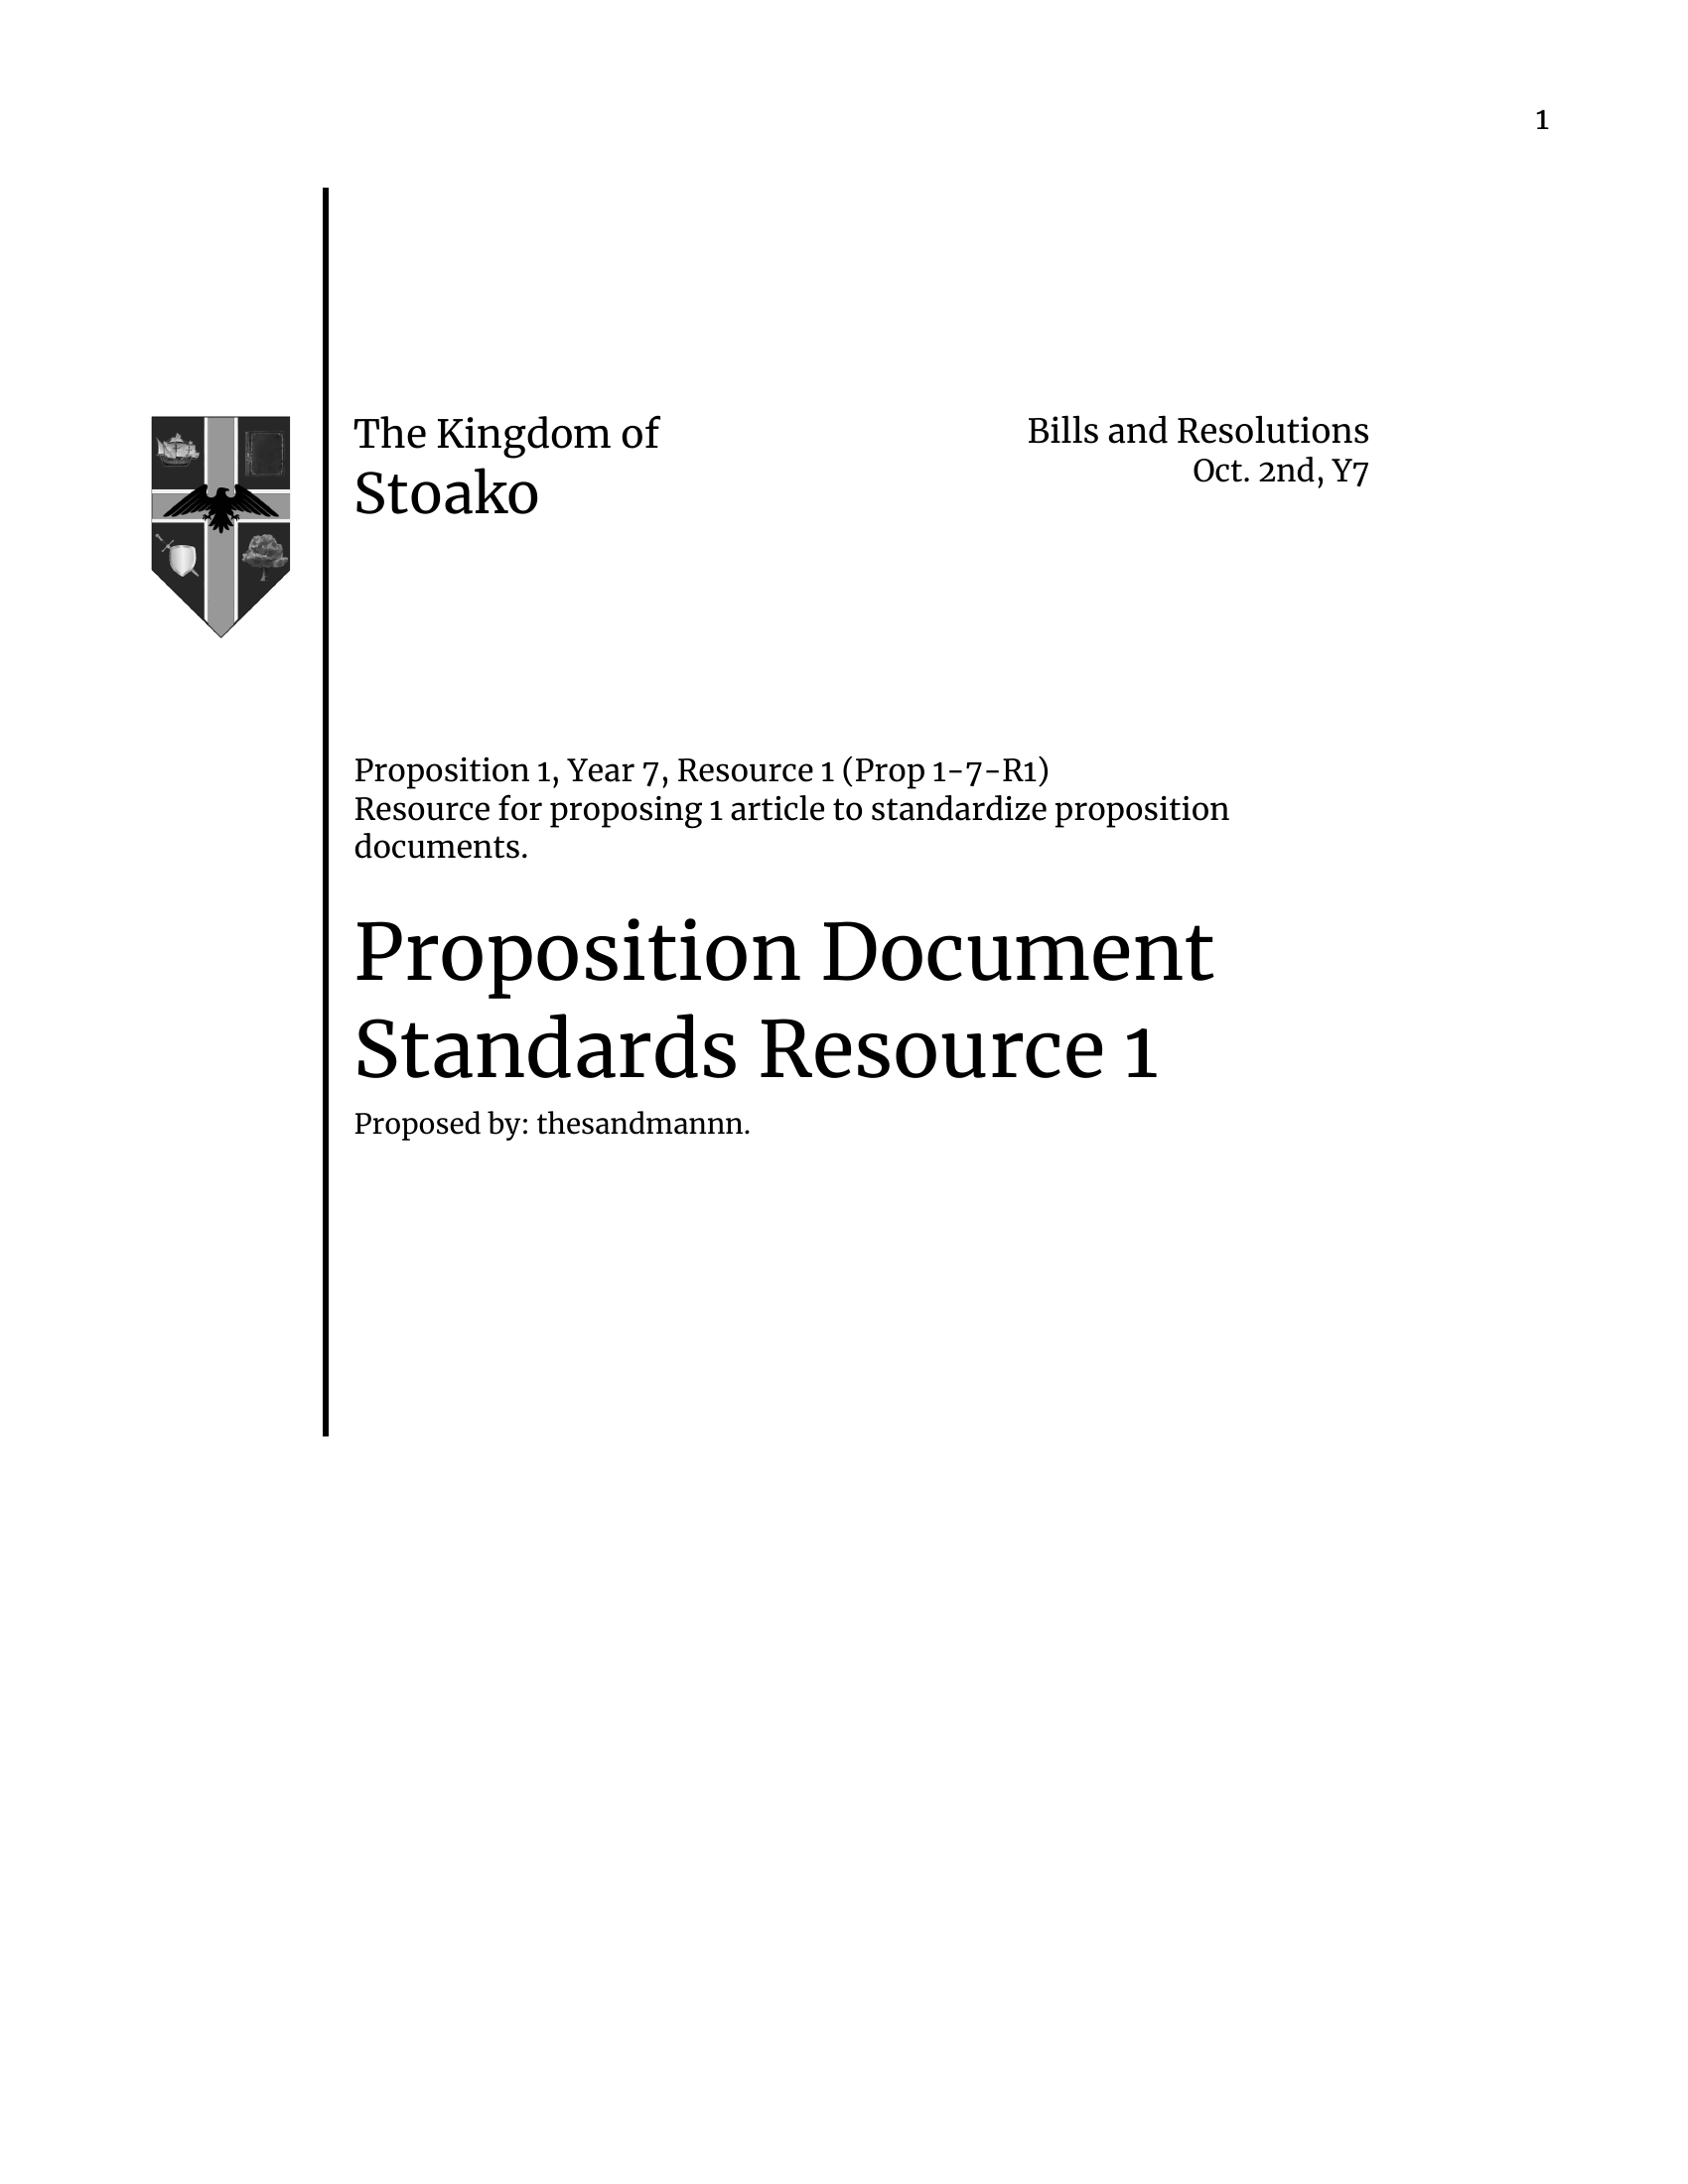 1
The Kingdom of
Stoako
Bills and Resolutions
Oct. 2nd, Y7
Proposition 1, Year 7, Resource 1 (Prop 1-7-R1)
Resource for proposing 1 article to standardize proposition
documents.
Proposition Document
Standards Resource 1
Proposed by: thesandmannn.